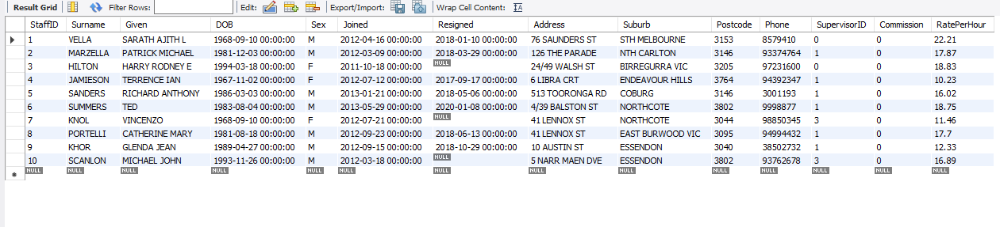 Result Grid Filter Rows: Edit: Export/Import: Wrap Cell Content: IA
StaffID Surname Given DOB Sex Joined Resigned Address Suburb Postcode Phone SupervisorID Commission RatePerHour
1 VELLA SARATH AJITH L 1968-09-10 00:00:00 M 2012-04-16 00:00:00 2018-01-10 00:00:00 76 SAUNDERS ST STH MELBOURNE 3153 8579410 0 0 22.21
2 MARZELLA PATRICK MICHAEL 1981-12-03 00:00:00 M 2012-03-09 00:00:00 2018-03-29 00:00:00 126 THE PARADE NTH CARLTON 3146 93374764 1 0 17.87
3 HILTON HARRY RODNEY E 1994-03-18 00:00:00 F 2011-10-18 00:00:00 NULL 24/49 WALSH ST BIRREGURRA VIC 3205 97231600 0 0 18.83
4 JAMIESON TERRENCE IAN 1967-11-02 00:00:00 F 2012-07-12 00:00:00 2017-09-17 00:00:00 6 LIBRA CRT ENDEAVOUR HILLS 3764 94392347 1 0 10.23
5 SANDERS RICHARD ANTHONY 1986-03-03 00:00:00 M 2013-01-21 00:00:00 2018-05-06 00:00:00 513 TOORONGA RD COBURG 3146 3001193 1 0 16.02
6 SUMMERS TED 1983-08-04 00:00:00 M 2013-05-29 00:00:00 2020-01-08 00:00:00 4/39 BALSTON ST NORTHCOTE 3802 9998877 1 0 18.75
7 KNOL VINCENZO 1968-09-10 00:00:00 F 2012-07-21 00:00:00 NULL 41 LENNOX ST NORTHCOTE 3044 98850345 3 0 11.46
8 PORTELLI CATHERINE MARY 1981-08-18 00:00:00 M 2012-09-23 00:00:00 2018-06-13 00:00:00 41 LENNOX ST EAST BURWOOD VIC 3095 94994432 1 0 17.7
9 KHOR GLENDA JEAN 1989-04-27 00:00:00 M 2012-09-15 00:00:00 2018-10-29 00:00:00 10 AUSTIN ST ESSENDON 3040 38502732 1 0 12.33
10 SCANLON MICHAEL JOHN 1993-11-26 00:00:00 M 2012-03-18 00:00:00 NULL 5 NARR MAEN DVE ESSENDON 3802 93762678 3 0 16.89
NULL NULL NULL NULL NULL NULL NULL NULL NULL NULL NULL NULL NULL NULL